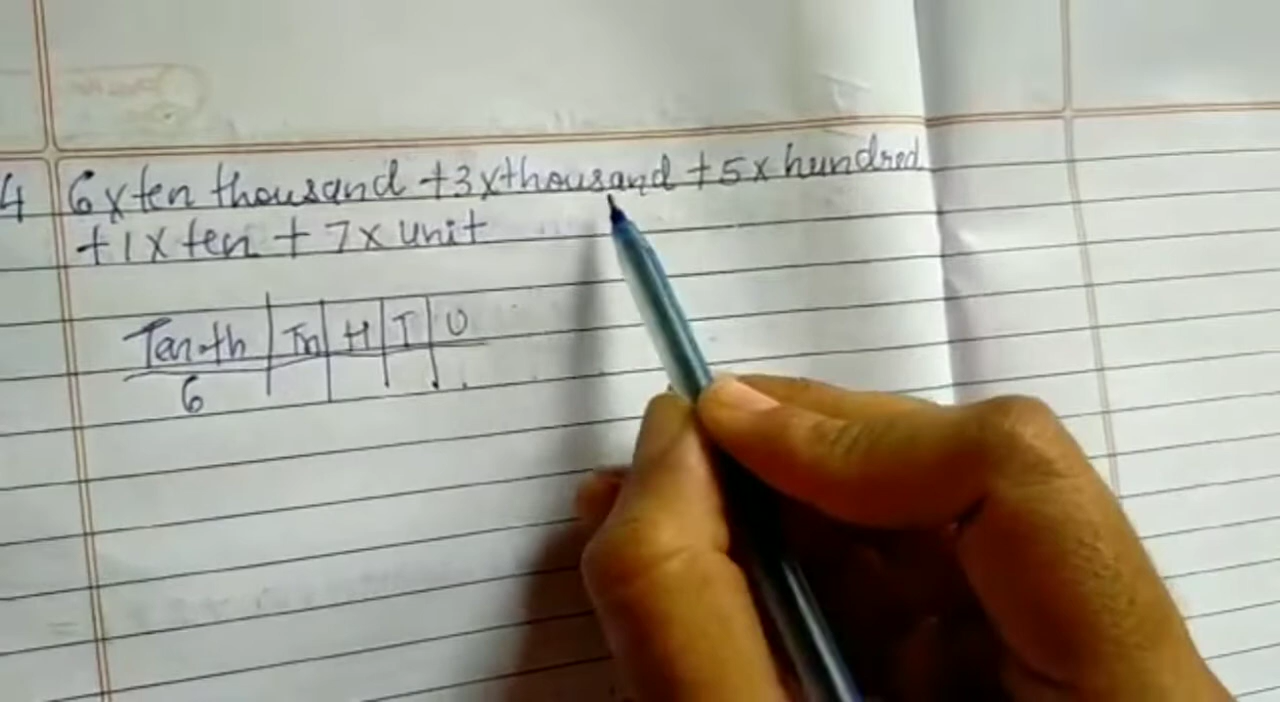 4 6 x ten thousand + 3 x thousand + 5 x hundred
+ 1 x ten + 7 x unit
Ten th | Th | H | T | U
6